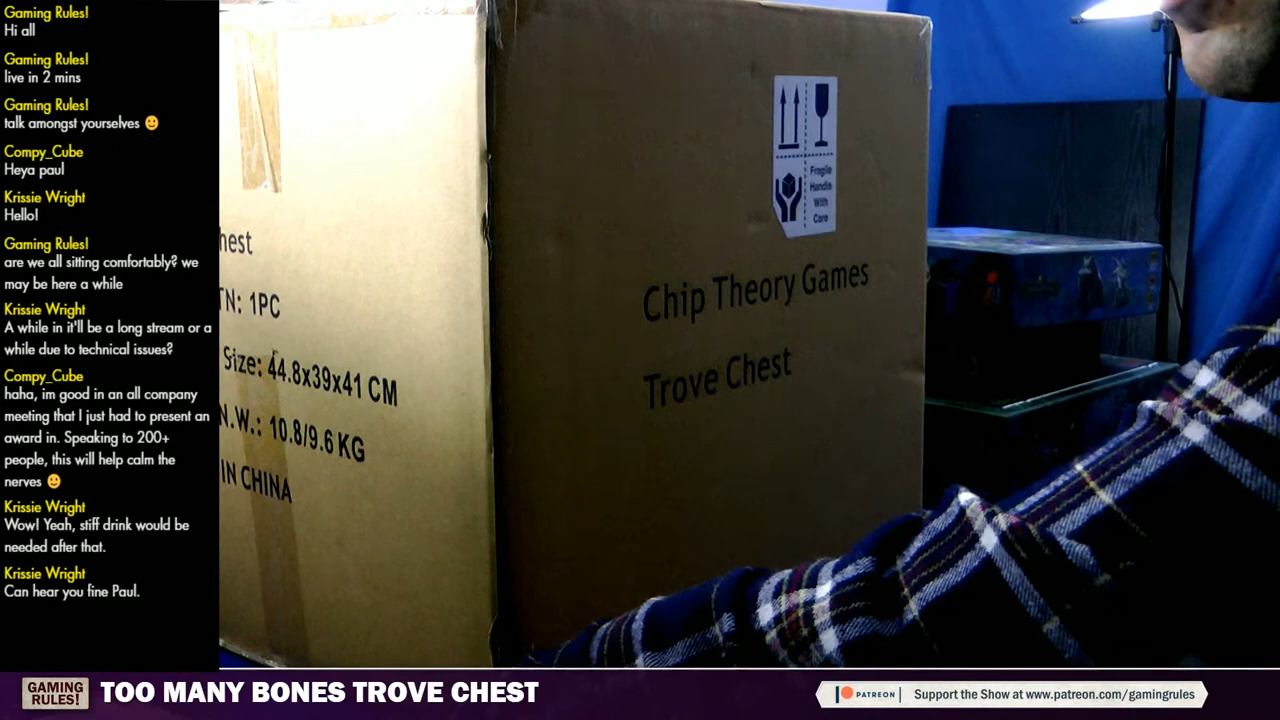 Gaming Rules!
Hi all
Gaming Rules!
live in 2 mins
Gaming Rules!
talk amongst yourselves 🙂
Compy_Cube
Heya paul
Krissie Wright
Hello!
Gaming Rules!
are we all sitting comfortably? we
may be here a while
Krissie Wright
A while in it'll be a long stream or a
while due to technical issues?
Compy_Cube
haha, im good in an all company
meeting that I just had to present an
award in. Speaking to 200+
people, this will help calm the
nerves 🙂
Krissie Wright
Wow! Yeah, stiff drink would be
needed after that.
Krissie Wright
Can hear you fine Paul.
hest
TN: 1PC
Size: 44.8x39x41 CM
N.W.: 10.8/9.6 KG
IN CHINA
Fragile
Handle
With
Care
Chip Theory Games
Trove Chest
GAMING
RULES!
TOO MANY BONES TROVE CHEST
PATREON
Support the Show at www.patreon.com/gamingrules